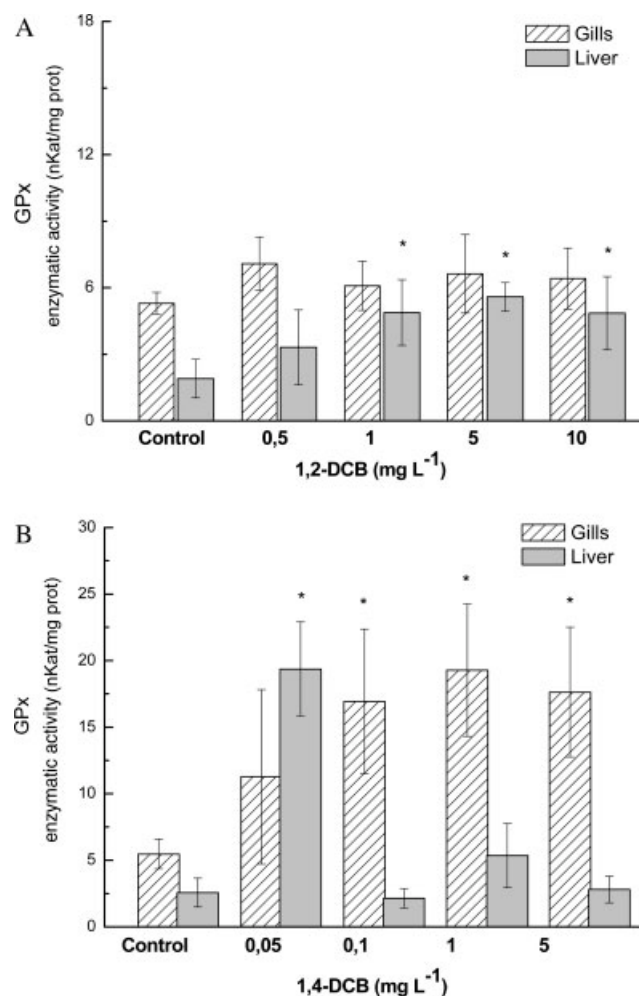 A
18
12
6
0
GPx
enzymatic activity (nKat/mg prot)
Gills
Liver
*
*
*
Control
0,5
1
5
10
1,2-DCB (mg L-1)
B
30
25
20
15
10
5
0
GPx
enzymatic activity (nKat/mg prot)
Gills
Liver
*
*
*
*
Control
0,05
0,1
1
5
1,4-DCB (mg L-1)